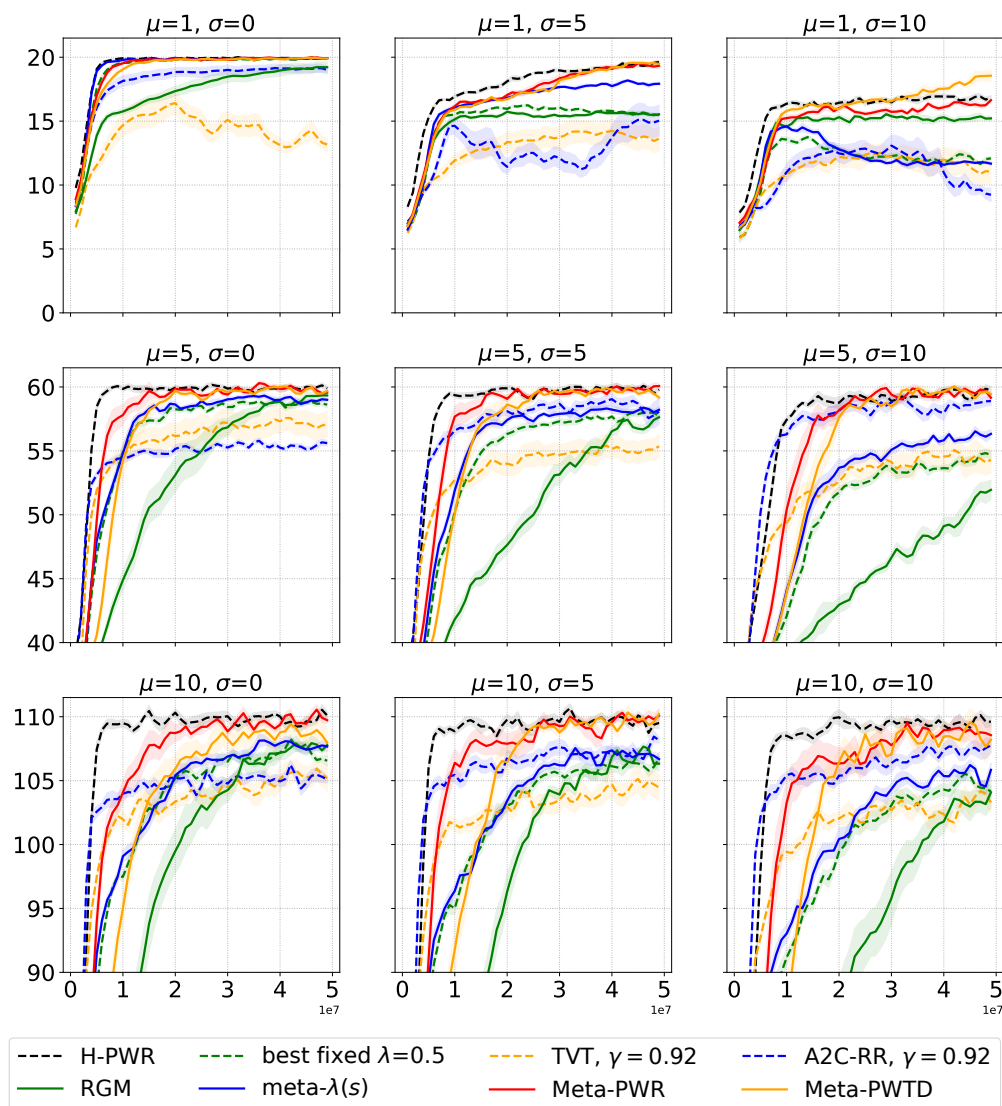 μ=1, σ=0
μ=1, σ=5
μ=1, σ=10
20
15
10
5
0
μ=5, σ=0
μ=5, σ=5
μ=5, σ=10
60
55
50
45
40
μ=10, σ=0
μ=10, σ=5
μ=10, σ=10
110
105
100
95
90
0 1 2 3 4 5
1e7
0 1 2 3 4 5
1e7
0 1 2 3 4 5
1e7
H-PWR best fixed λ=0.5 TVT, γ = 0.92 A2C-RR, γ = 0.92
RGM meta-λ(s) Meta-PWR Meta-PWTD